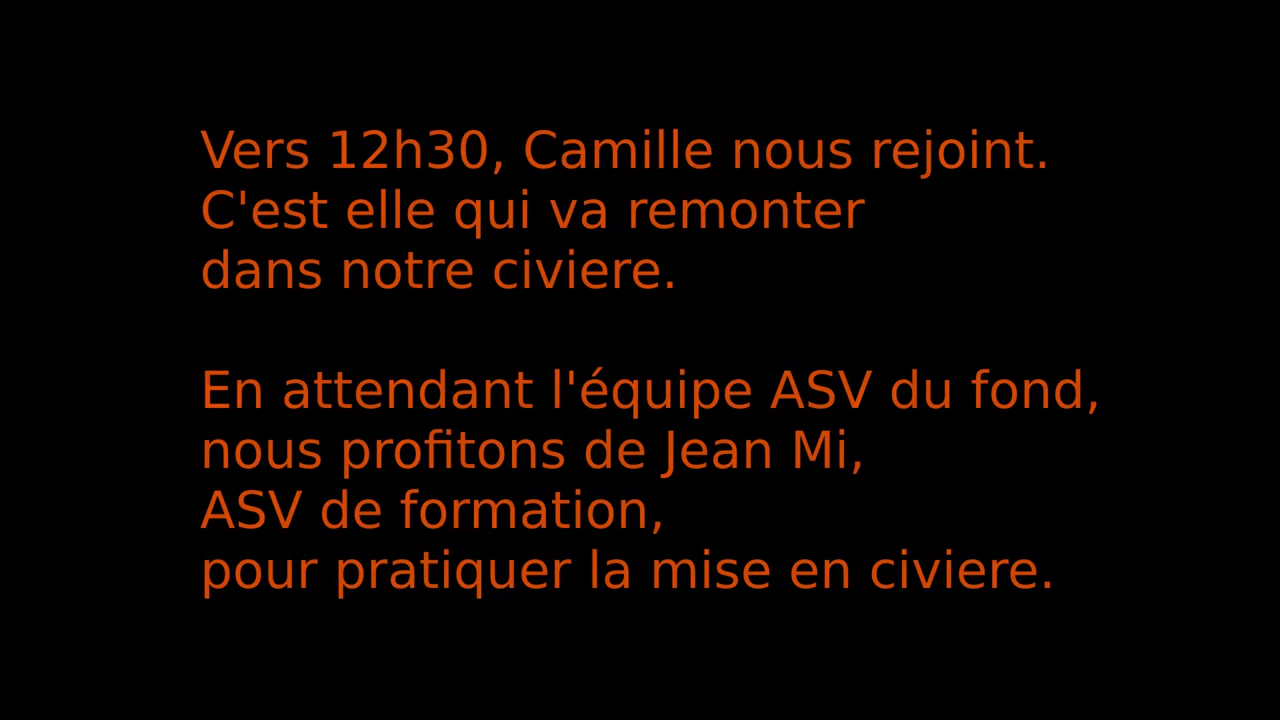 Vers 12h30, Camille nous rejoint.
C'est elle qui va remonter
dans notre civiere.
En attendant l'équipe ASV du fond,
nous profitons de Jean Mi,
ASV de formation,
pour pratiquer la mise en civiere.